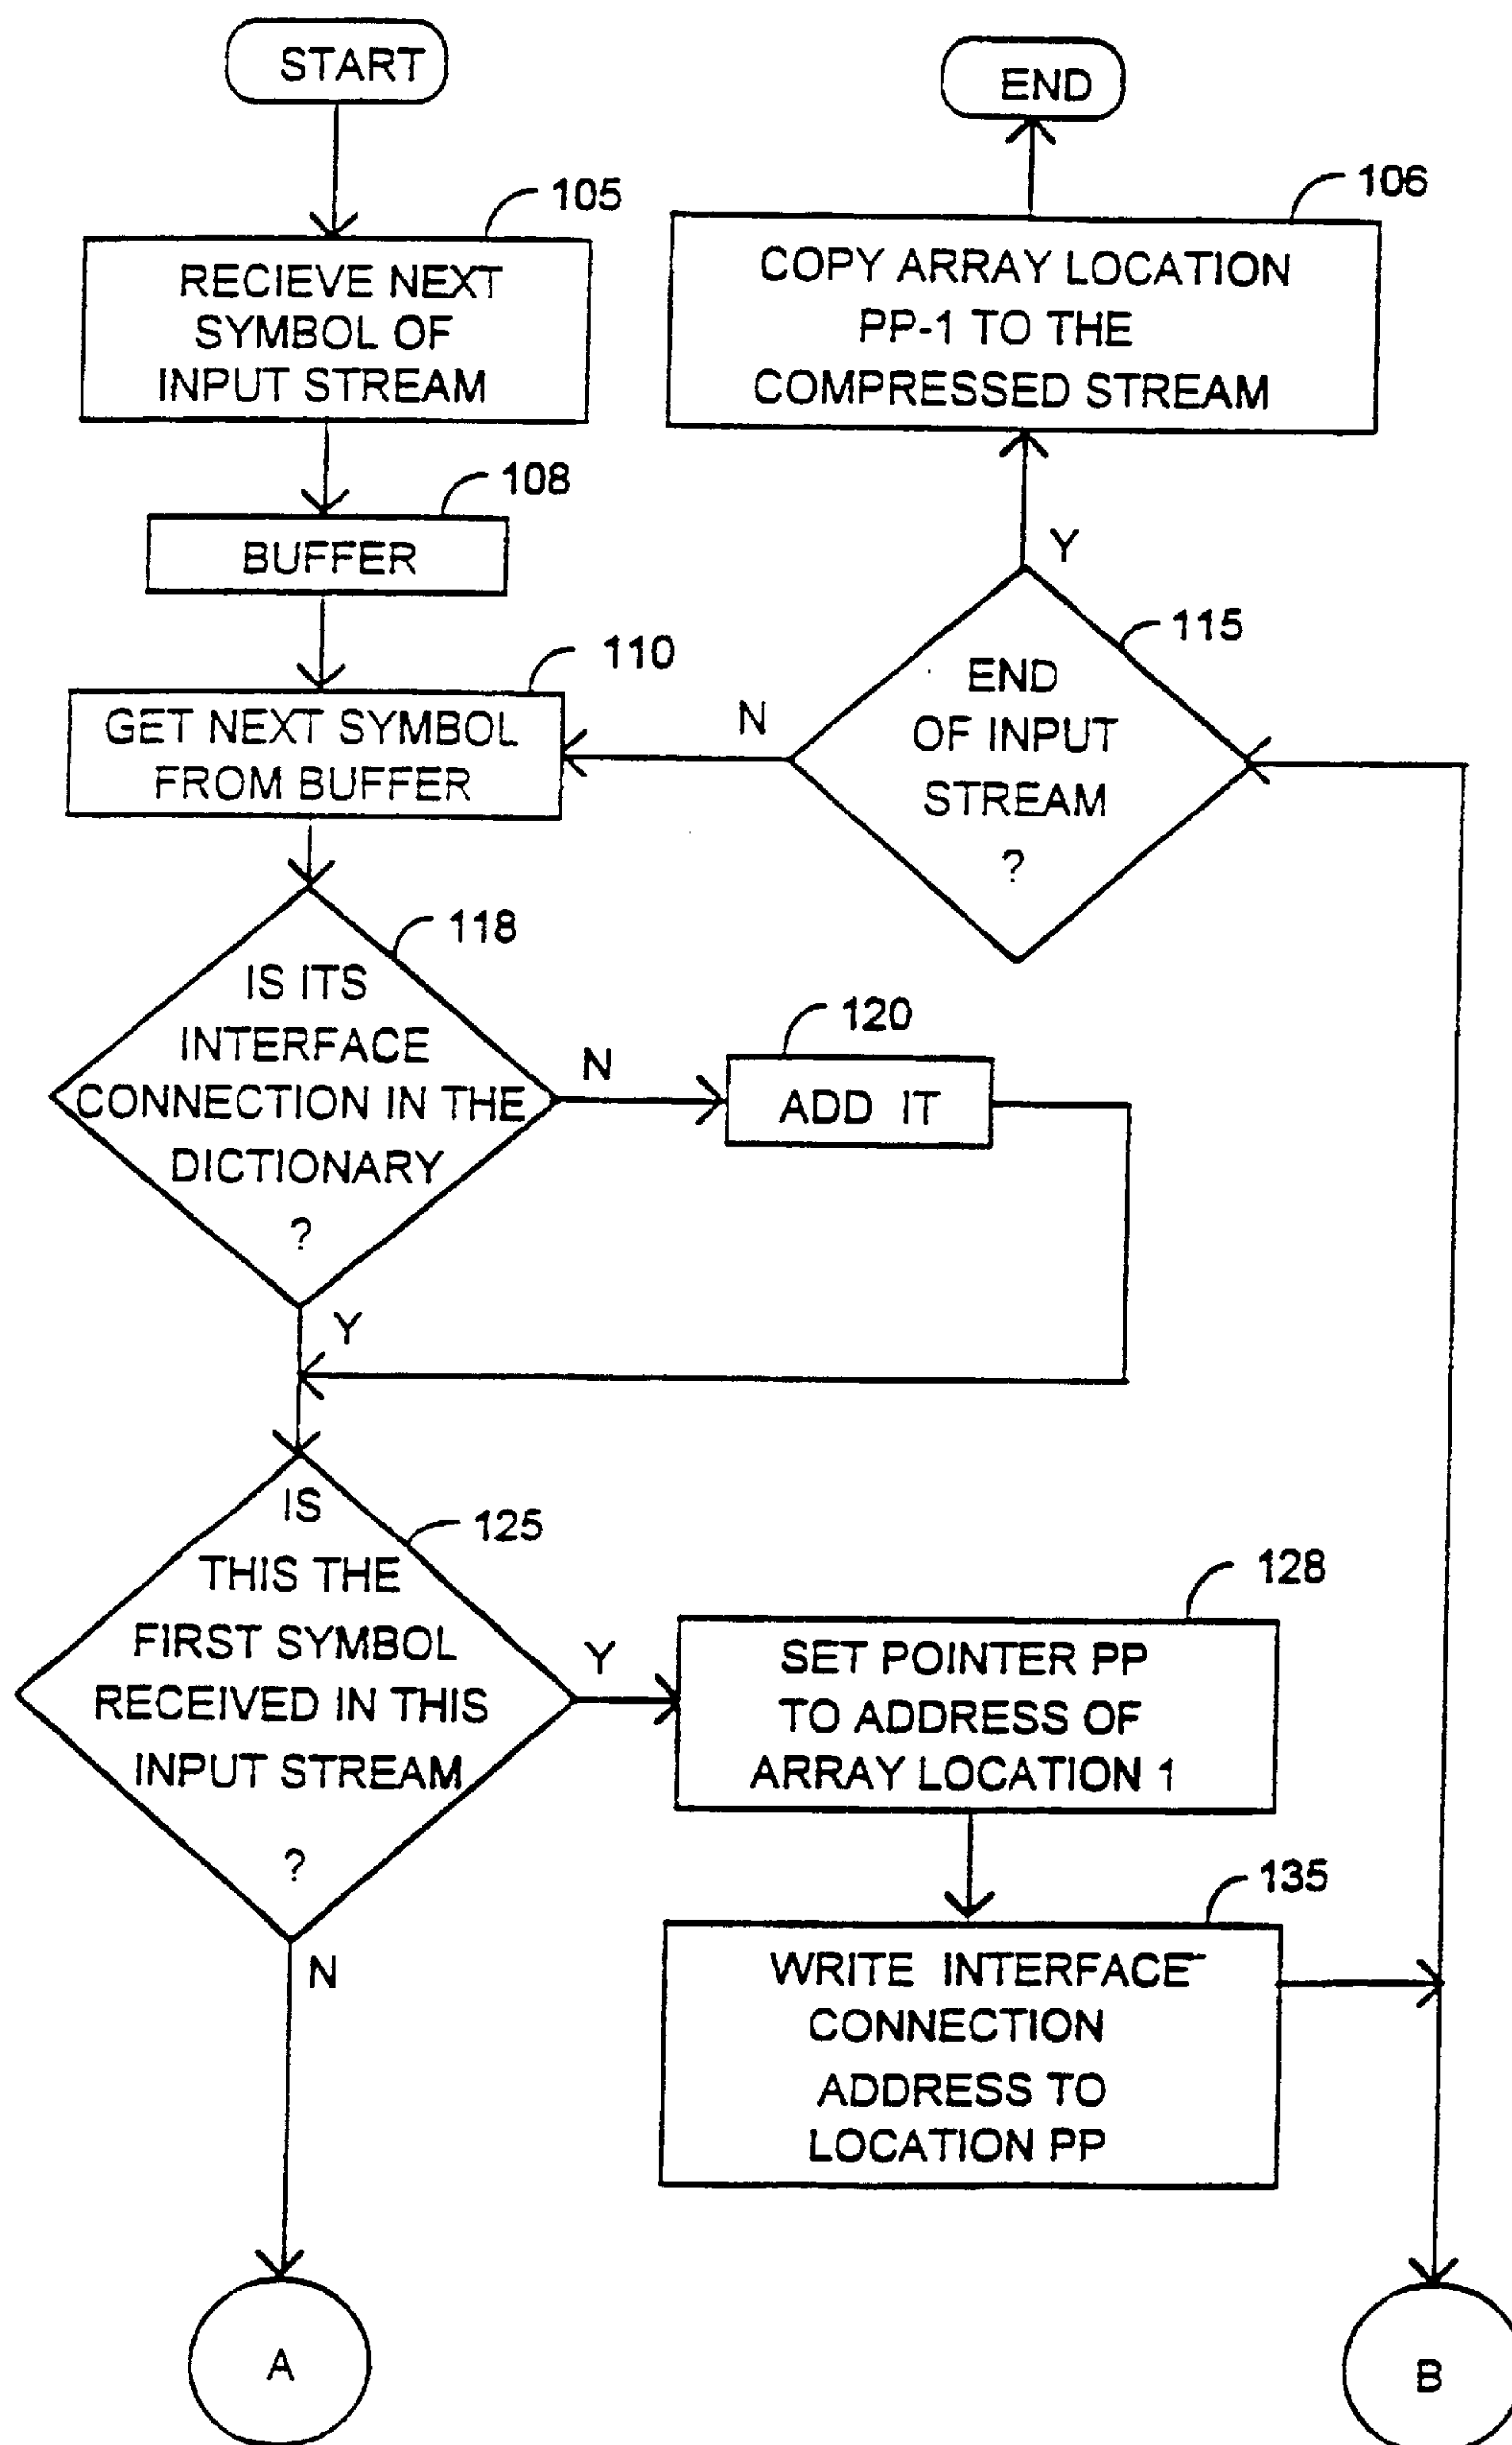 START
105
RECIEVE NEXT
SYMBOL OF
INPUT STREAM
108
BUFFER
110
GET NEXT SYMBOL
FROM BUFFER
118
IS ITS
INTERFACE
CONNECTION IN THE
DICTIONARY
?
N
Y
120
ADD IT
125
IS
THIS THE
FIRST SYMBOL
RECEIVED IN THIS
INPUT STREAM
?
Y
N
128
SET POINTER PP
TO ADDRESS OF
ARRAY LOCATION 1
135
WRITE INTERFACE
CONNECTION
ADDRESS TO
LOCATION PP
A
B
115
END
OF INPUT
STREAM
?
N
Y
106
COPY ARRAY LOCATION
PP-1 TO THE
COMPRESSED STREAM
END